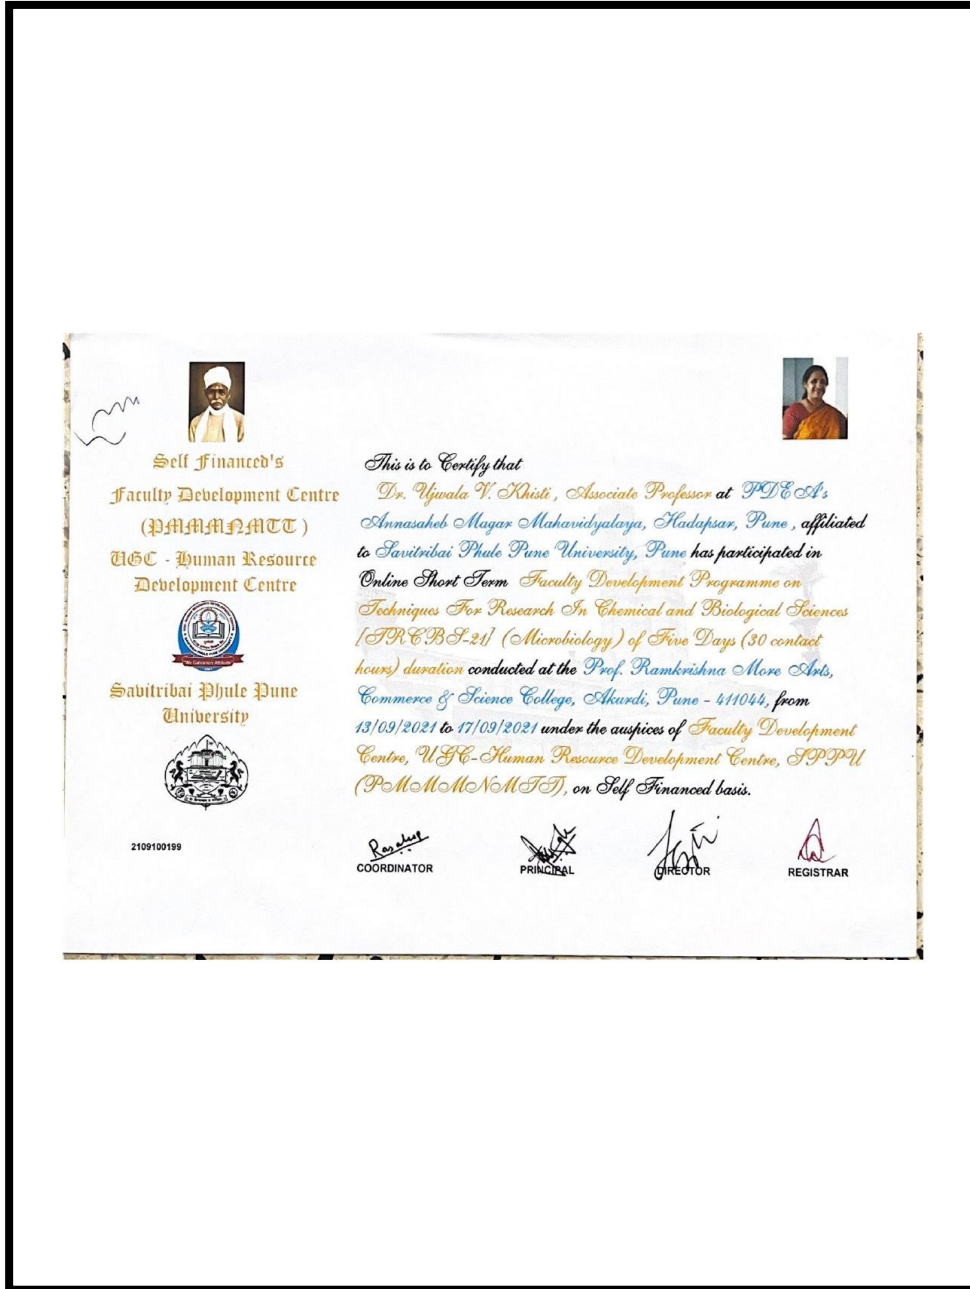 Self Financed's
Faculty Development Centre
(PMMMNMTT)
UGC - Human Resource
Development Centre
"We Generate Attitude"
Savitribai Phule Pune
University
2109100199
This is to Certify that
Dr. Ujwala V. Khisti, Associate Professor at PDEA's
Annasaheb Magar Mahavidyalaya, Hadapsar, Pune, affiliated
to Savitribai Phule Pune University, Pune has participated in
Online Short Term Faculty Development Programme on
Techniques For Research In Chemical and Biological Sciences
[TRCBS-21] (Microbiology) of Five Days (30 contact
hours) duration conducted at the Prof. Ramkrishna More Arts,
Commerce & Science College, Akurdi, Pune - 411044, from
13/09/2021 to 17/09/2021 under the auspices of Faculty Development
Centre, UGC-Human Resource Development Centre, SPPU
(PMMMNMTT), on Self Financed basis.
COORDINATOR
PRINCIPAL
DIRECTOR
REGISTRAR